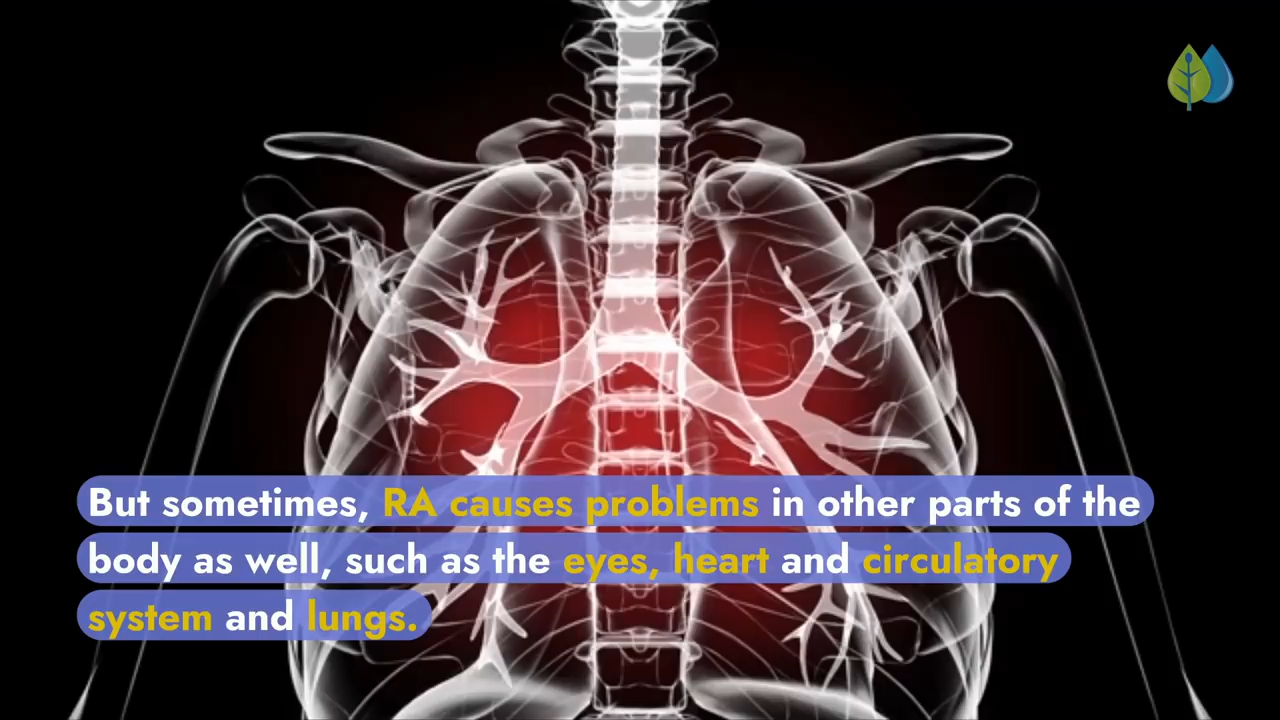 But sometimes, RA causes problems in other parts of the
body as well, such as the eyes, heart and circulatory
system and lungs.